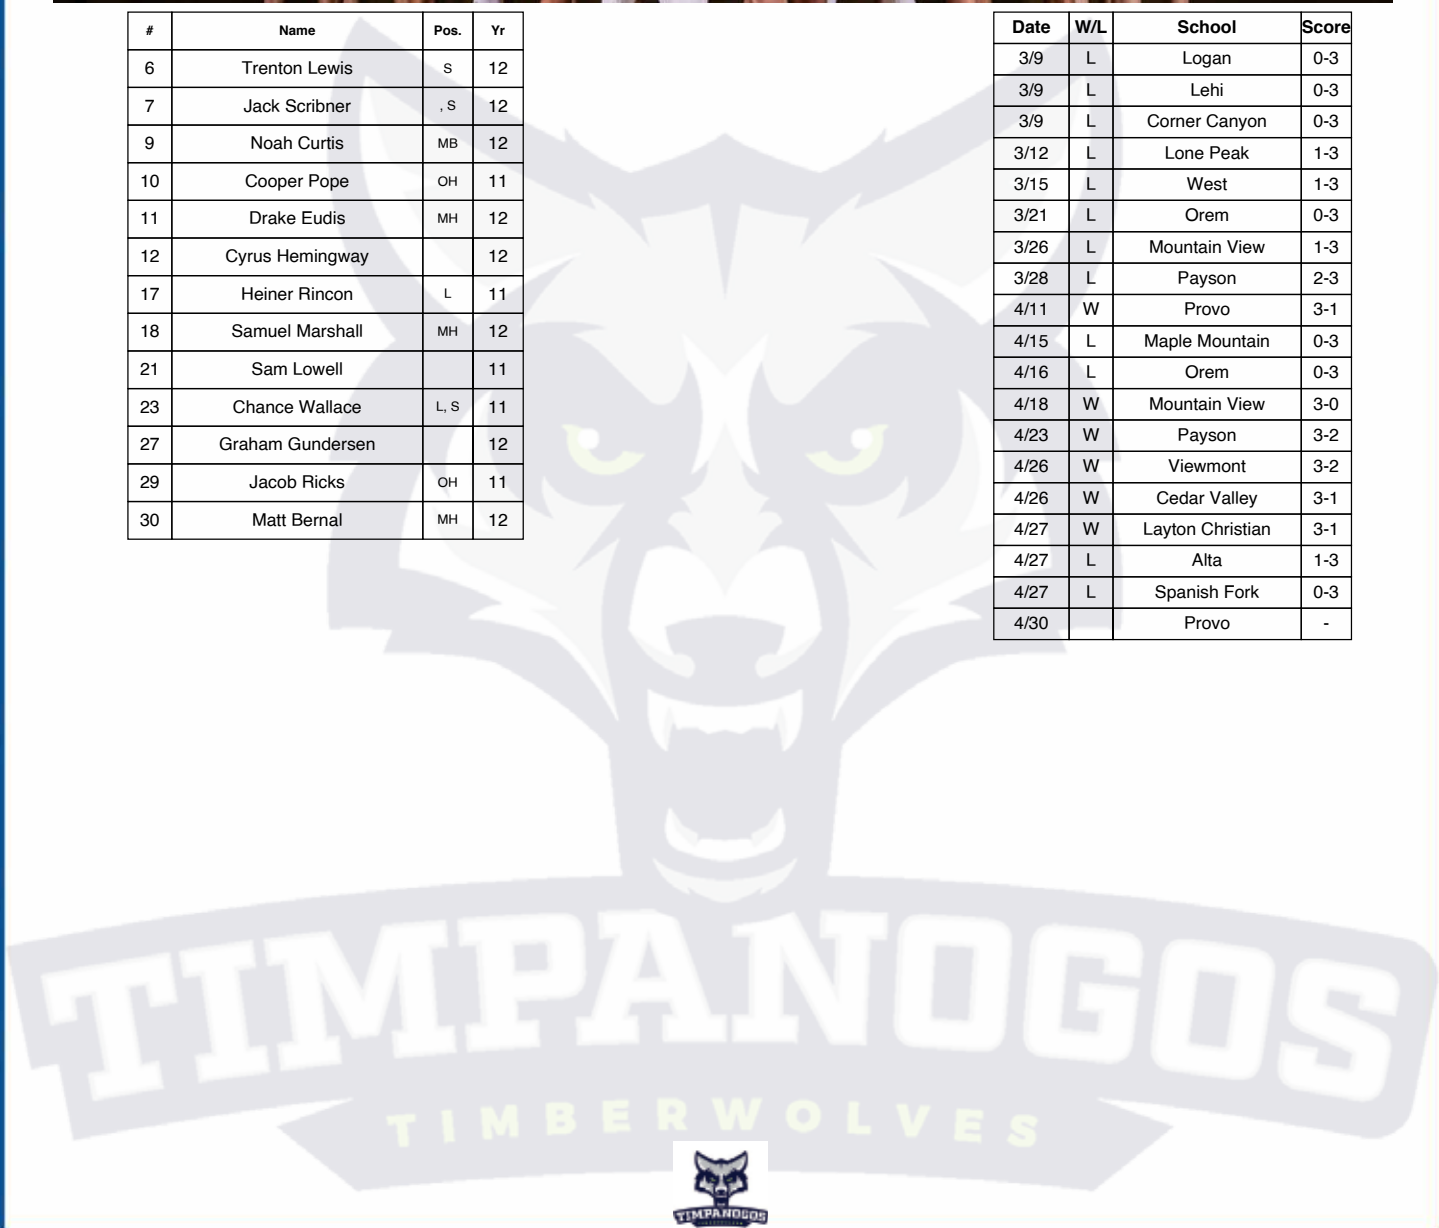 # Name Pos. Yr
6 Trenton Lewis S 12
7 Jack Scribner , S 12
9 Noah Curtis MB 12
10 Cooper Pope OH 11
11 Drake Eudis MH 12
12 Cyrus Hemingway 12
17 Heiner Rincon L 11
18 Samuel Marshall MH 12
21 Sam Lowell 11
23 Chance Wallace L, S 11
27 Graham Gundersen 12
29 Jacob Ricks OH 11
30 Matt Bernal MH 12
Date W/L School Score
3/9 L Logan 0-3
3/9 L Lehi 0-3
3/9 L Corner Canyon 0-3
3/12 L Lone Peak 1-3
3/15 L West 1-3
3/21 L Orem 0-3
3/26 L Mountain View 1-3
3/28 L Payson 2-3
4/11 W Provo 3-1
4/15 L Maple Mountain 0-3
4/16 L Orem 0-3
4/18 W Mountain View 3-0
4/23 W Payson 3-2
4/26 W Viewmont 3-2
4/26 W Cedar Valley 3-1
4/27 W Layton Christian 3-1
4/27 L Alta 1-3
4/27 L Spanish Fork 0-3
4/30 Provo -
TIMPANOGOS
TIMBERWOLVES
TIMPANOGOS